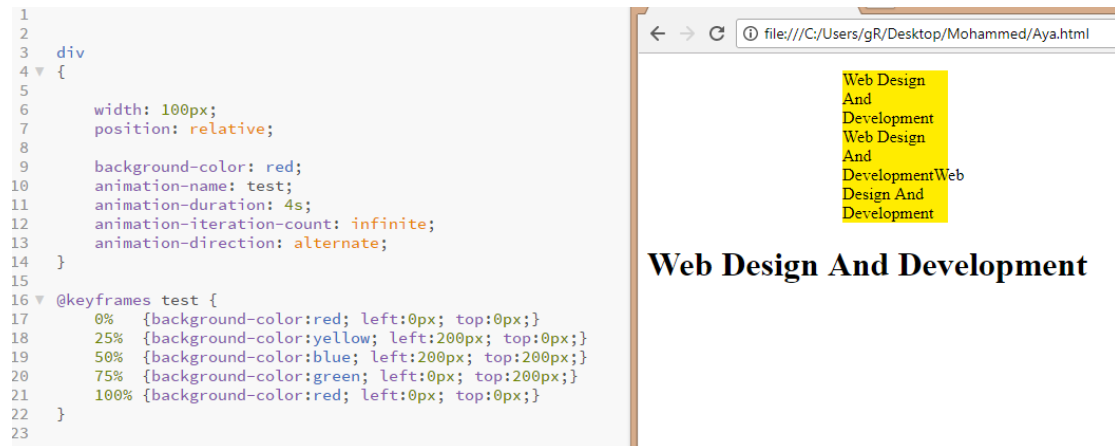 1
2
3 div
4 {
5
6 width: 100px;
7 position: relative;
8
9 background-color: red;
10 animation-name: test;
11 animation-duration: 4s;
12 animation-iteration-count: infinite;
13 animation-direction: alternate;
14 }
15
16 @keyframes test {
17 0% {background-color:red; left:0px; top:0px;}
18 25% {background-color:yellow; left:200px; top:0px;}
19 50% {background-color:blue; left:200px; top:200px;}
20 75% {background-color:green; left:0px; top:200px;}
21 100% {background-color:red; left:0px; top:0px;}
22 }
23
file:///C:/Users/gR/Desktop/Mohammed/Aya.html
Web Design
And
Development
Web Design
And
DevelopmentWeb
Design And
Development
Web Design And Development